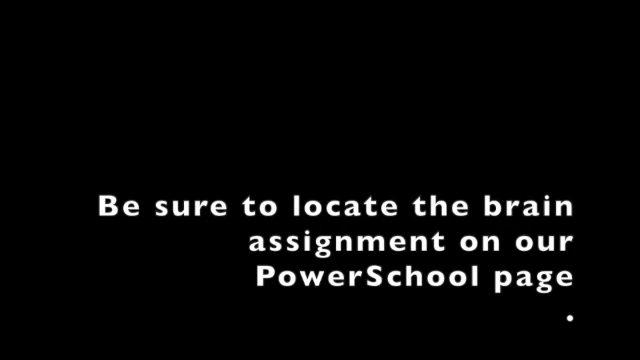 Be sure to locate the brain
assignment on our
PowerSchool page
.